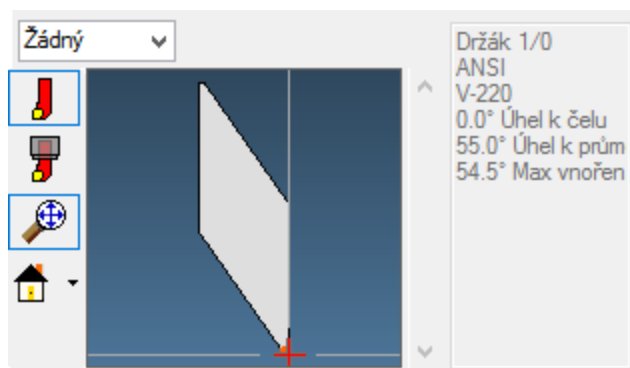 Žádný
Držák 1/0
ANSI
V-220
0.0° Úhel k čelu
55.0° Úhel k prům
54.5° Max vnořen